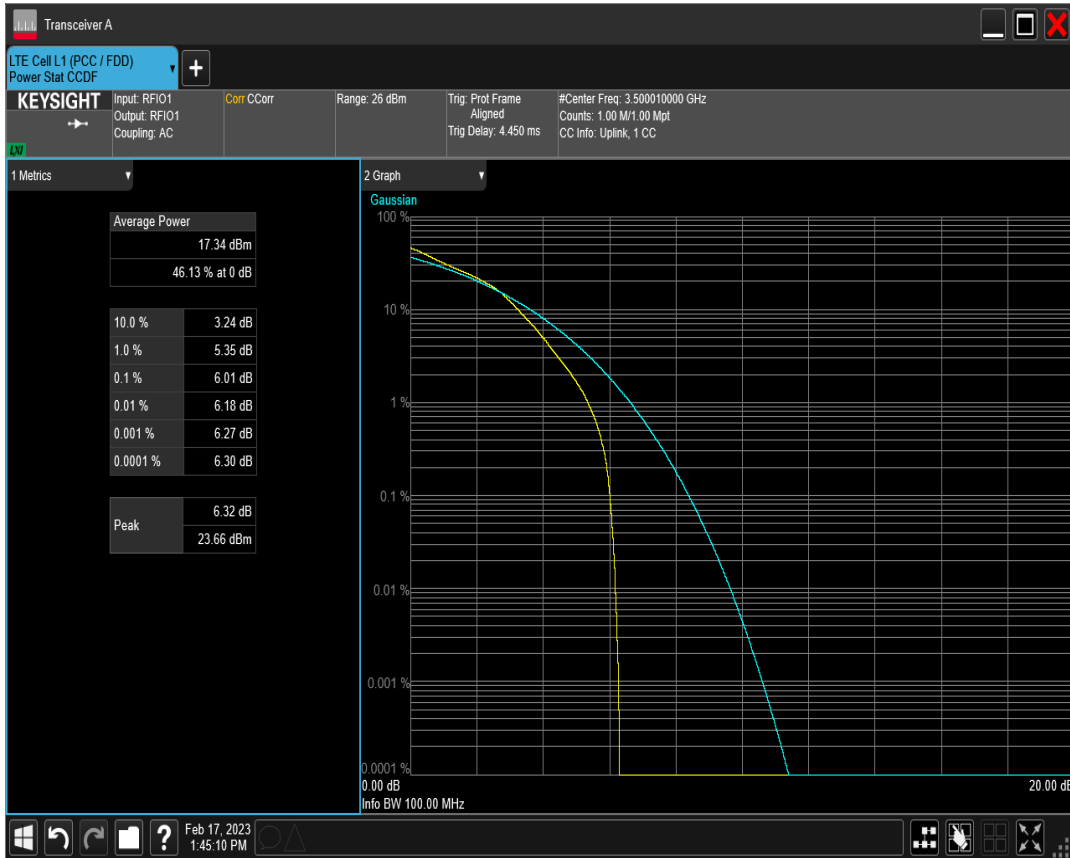 Transceiver A
LTE Cell L1 (PCC / FDD)
Power Stat CCDF
+
KEYSIGHT
LXI
Input: RFIO1
Output: RFIO1
Coupling: AC
Corr CCorr
Range: 26 dBm
Trig: Prot Frame
Aligned
Trig Delay: 4.450 ms
#Center Freq: 3.500010000 GHz
Counts: 1.00 M/1.00 Mpt
CC Info: Uplink, 1 CC
1 Metrics
Average Power
17.34 dBm
46.13 % at 0 dB
10.0 % 3.24 dB
1.0 % 5.35 dB
0.1 % 6.01 dB
0.01 % 6.18 dB
0.001 % 6.27 dB
0.0001 % 6.30 dB
Peak
6.32 dB
23.66 dBm
2 Graph
Gaussian
100 %
10 %
1 %
0.1 %
0.01 %
0.001 %
0.0001 %
0.00 dB 20.00 dB
Info BW 100.00 MHz
?
Feb 17, 2023
1:45:10 PM